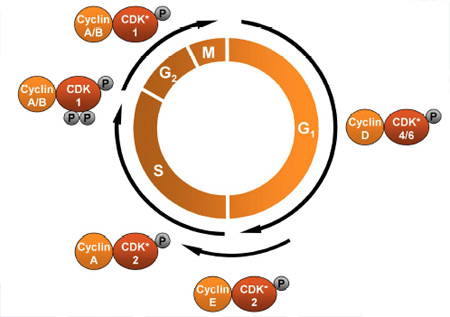 Cyclin
A/B
CDK*
1
P
M
G₂
Cyclin
A/B
CDK
1
P
P P
G₁
Cyclin
D
CDK*
4/6
P
S
Cyclin
A
CDK*
2
P
Cyclin
E
CDK*
2
P